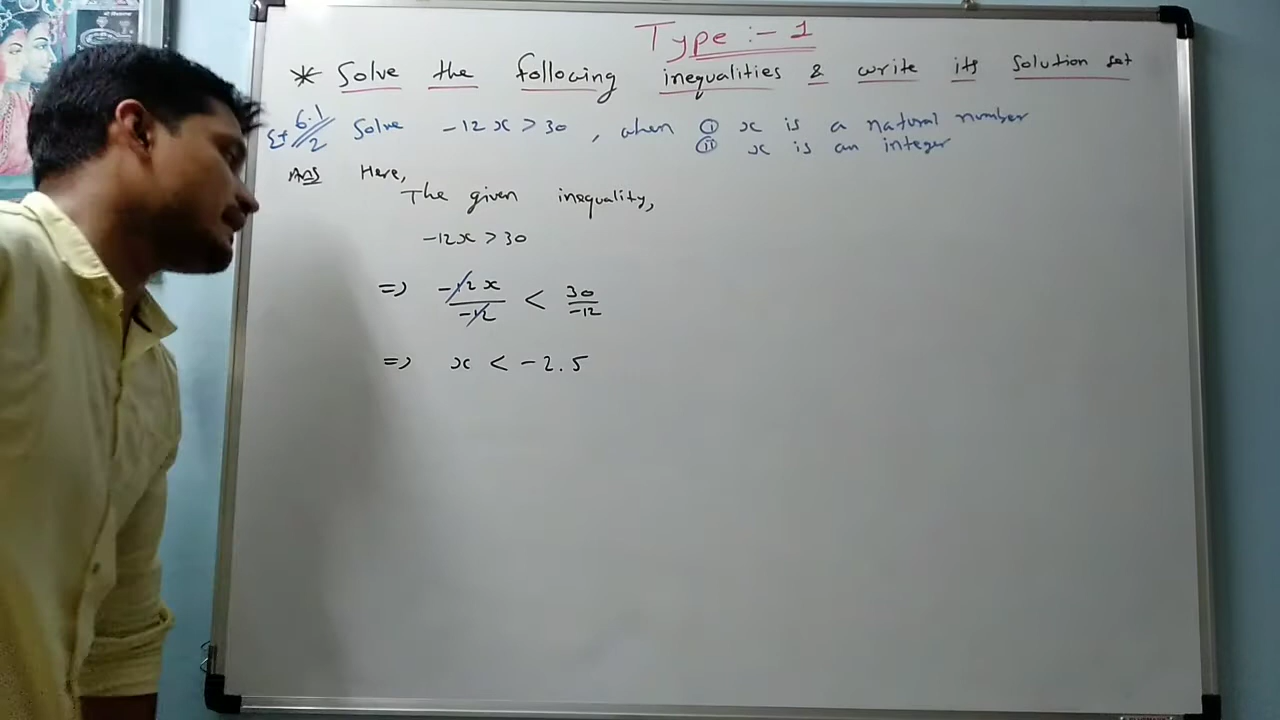 Type :- 1
* Solve the following inequalities & write its Solution set
Ex 6.1/2 Solve -12x > 30 , when (i) x is a natural number
(ii) x is an integer
Ans Here,
The given inequality,
-12x > 30
=> -12x/-12 < 30/-12
=> x < -2.5